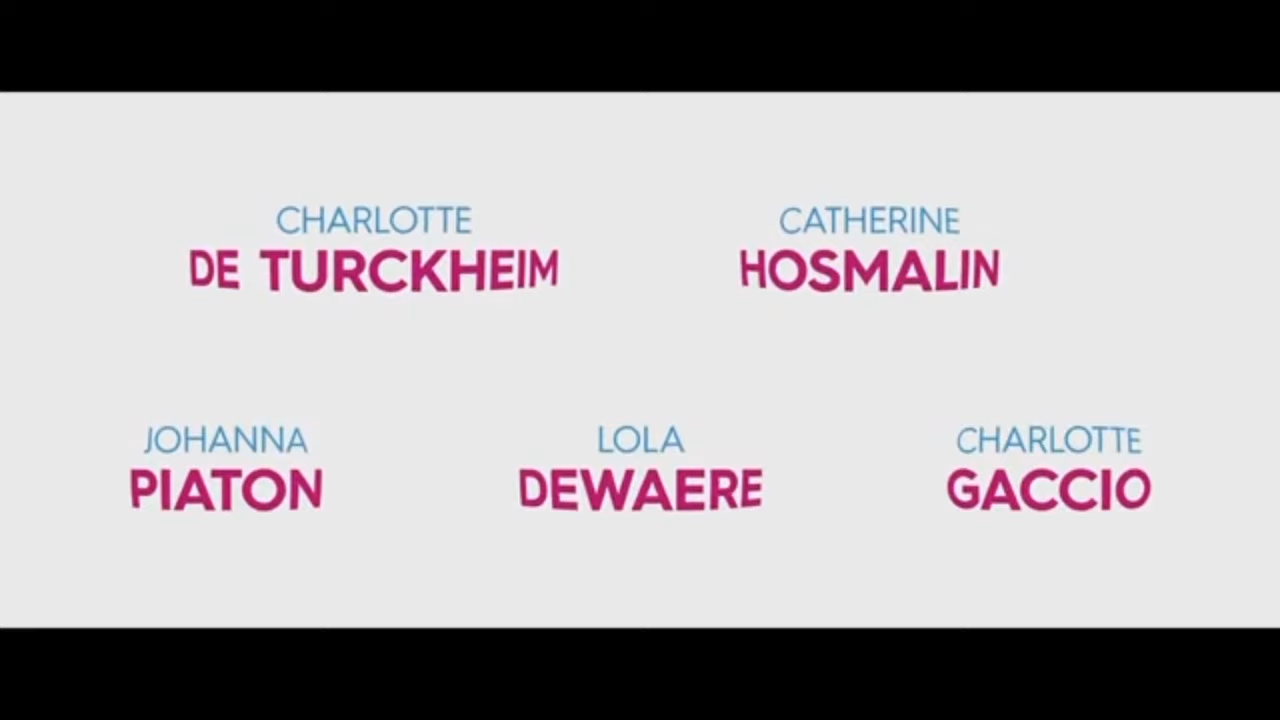 CHARLOTTE
DE TURCKHEIM
CATHERINE
HOSMALIN
JOHANNA
PIATON
LOLA
DEWAERE
CHARLOTTE
GACCIO